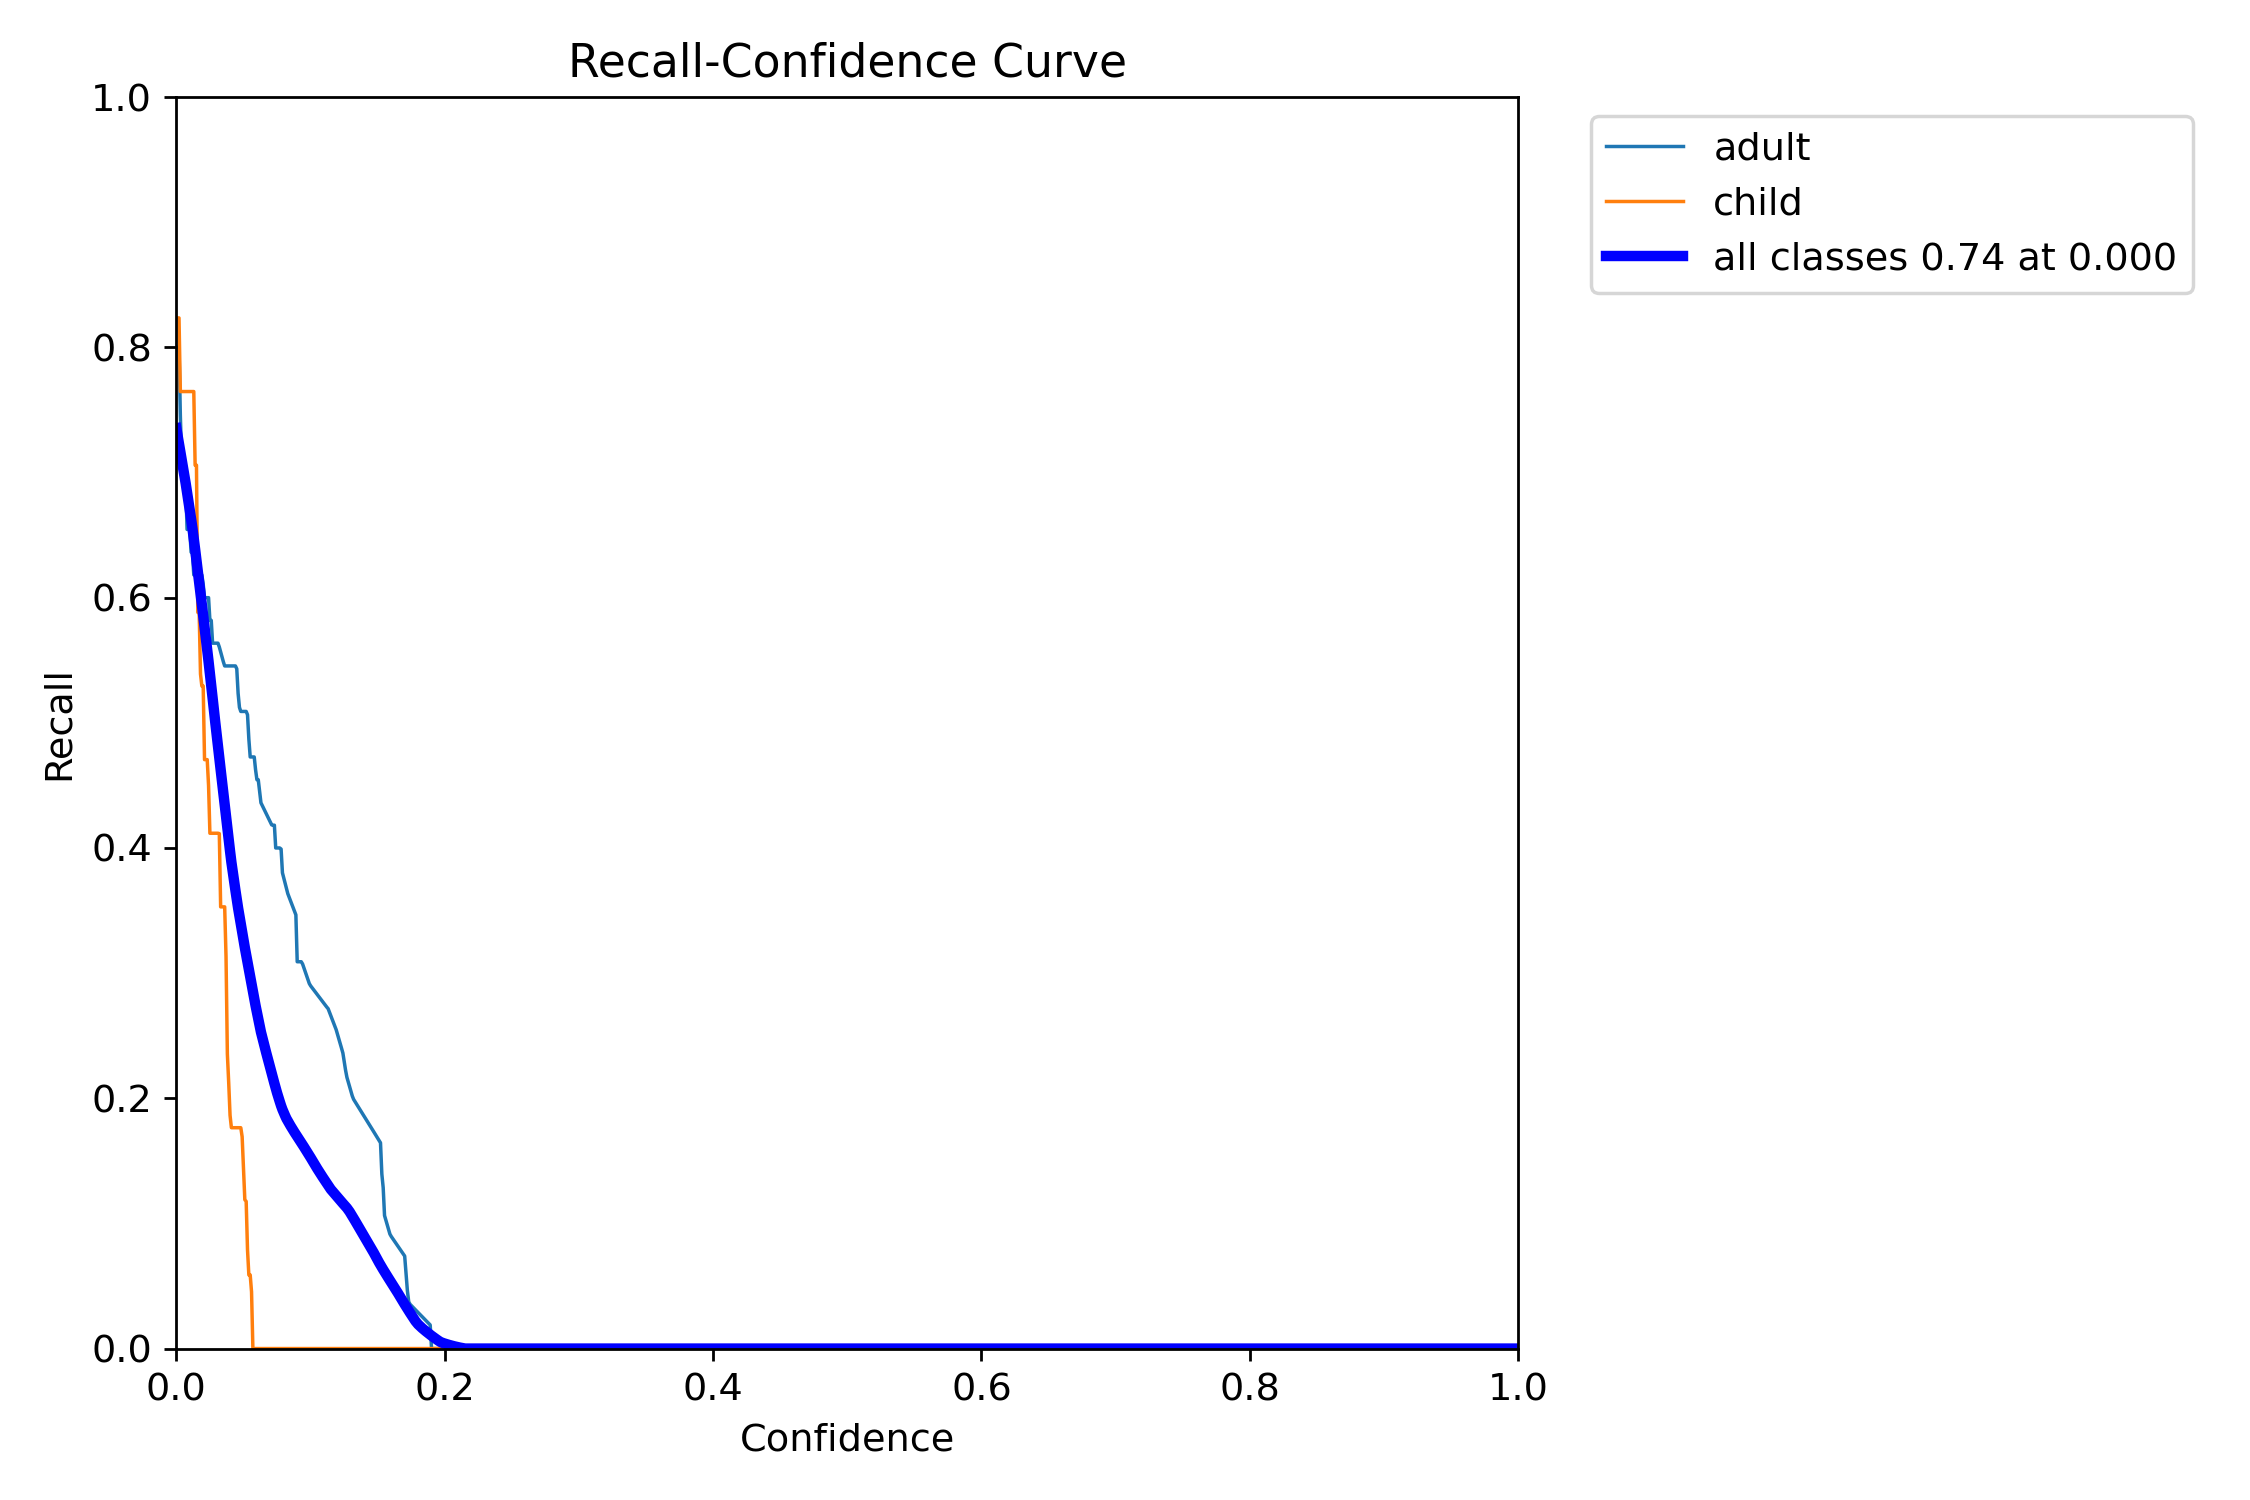 Recall-Confidence Curve
1.0
0.8
0.6
0.4
0.2
0.0
Recall
0.0 0.2 0.4 0.6 0.8 1.0
Confidence
adult
child
all classes 0.74 at 0.000